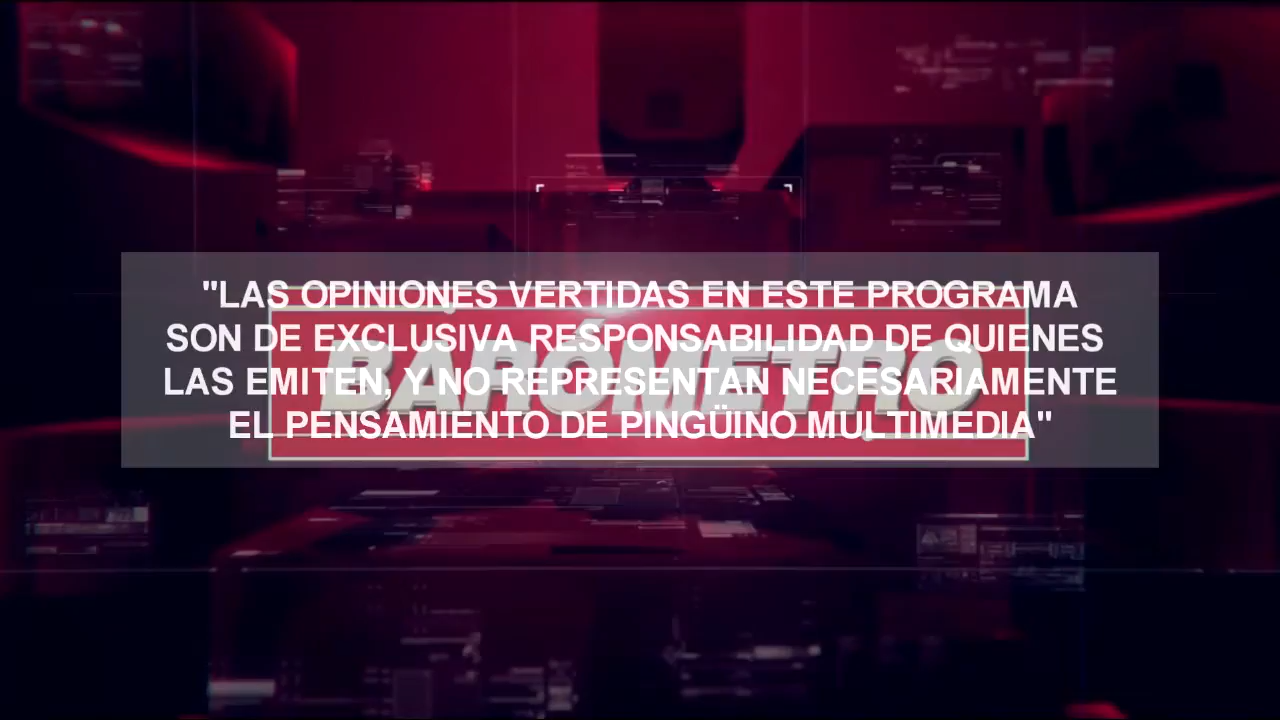 "LAS OPINIONES VERTIDAS EN ESTE PROGRAMA
SON DE EXCLUSIVA RESPONSABILIDAD DE QUIENES
LAS EMITEN, Y NO REPRESENTAN NECESARIAMENTE
EL PENSAMIENTO DE PINGÜINO MULTIMEDIA"
BARÓMETRO